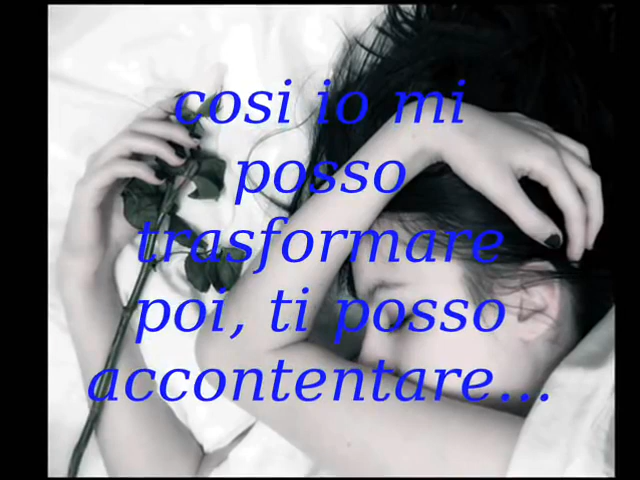 cosi io mi
posso
trasformare
poi, ti posso
accontentare...